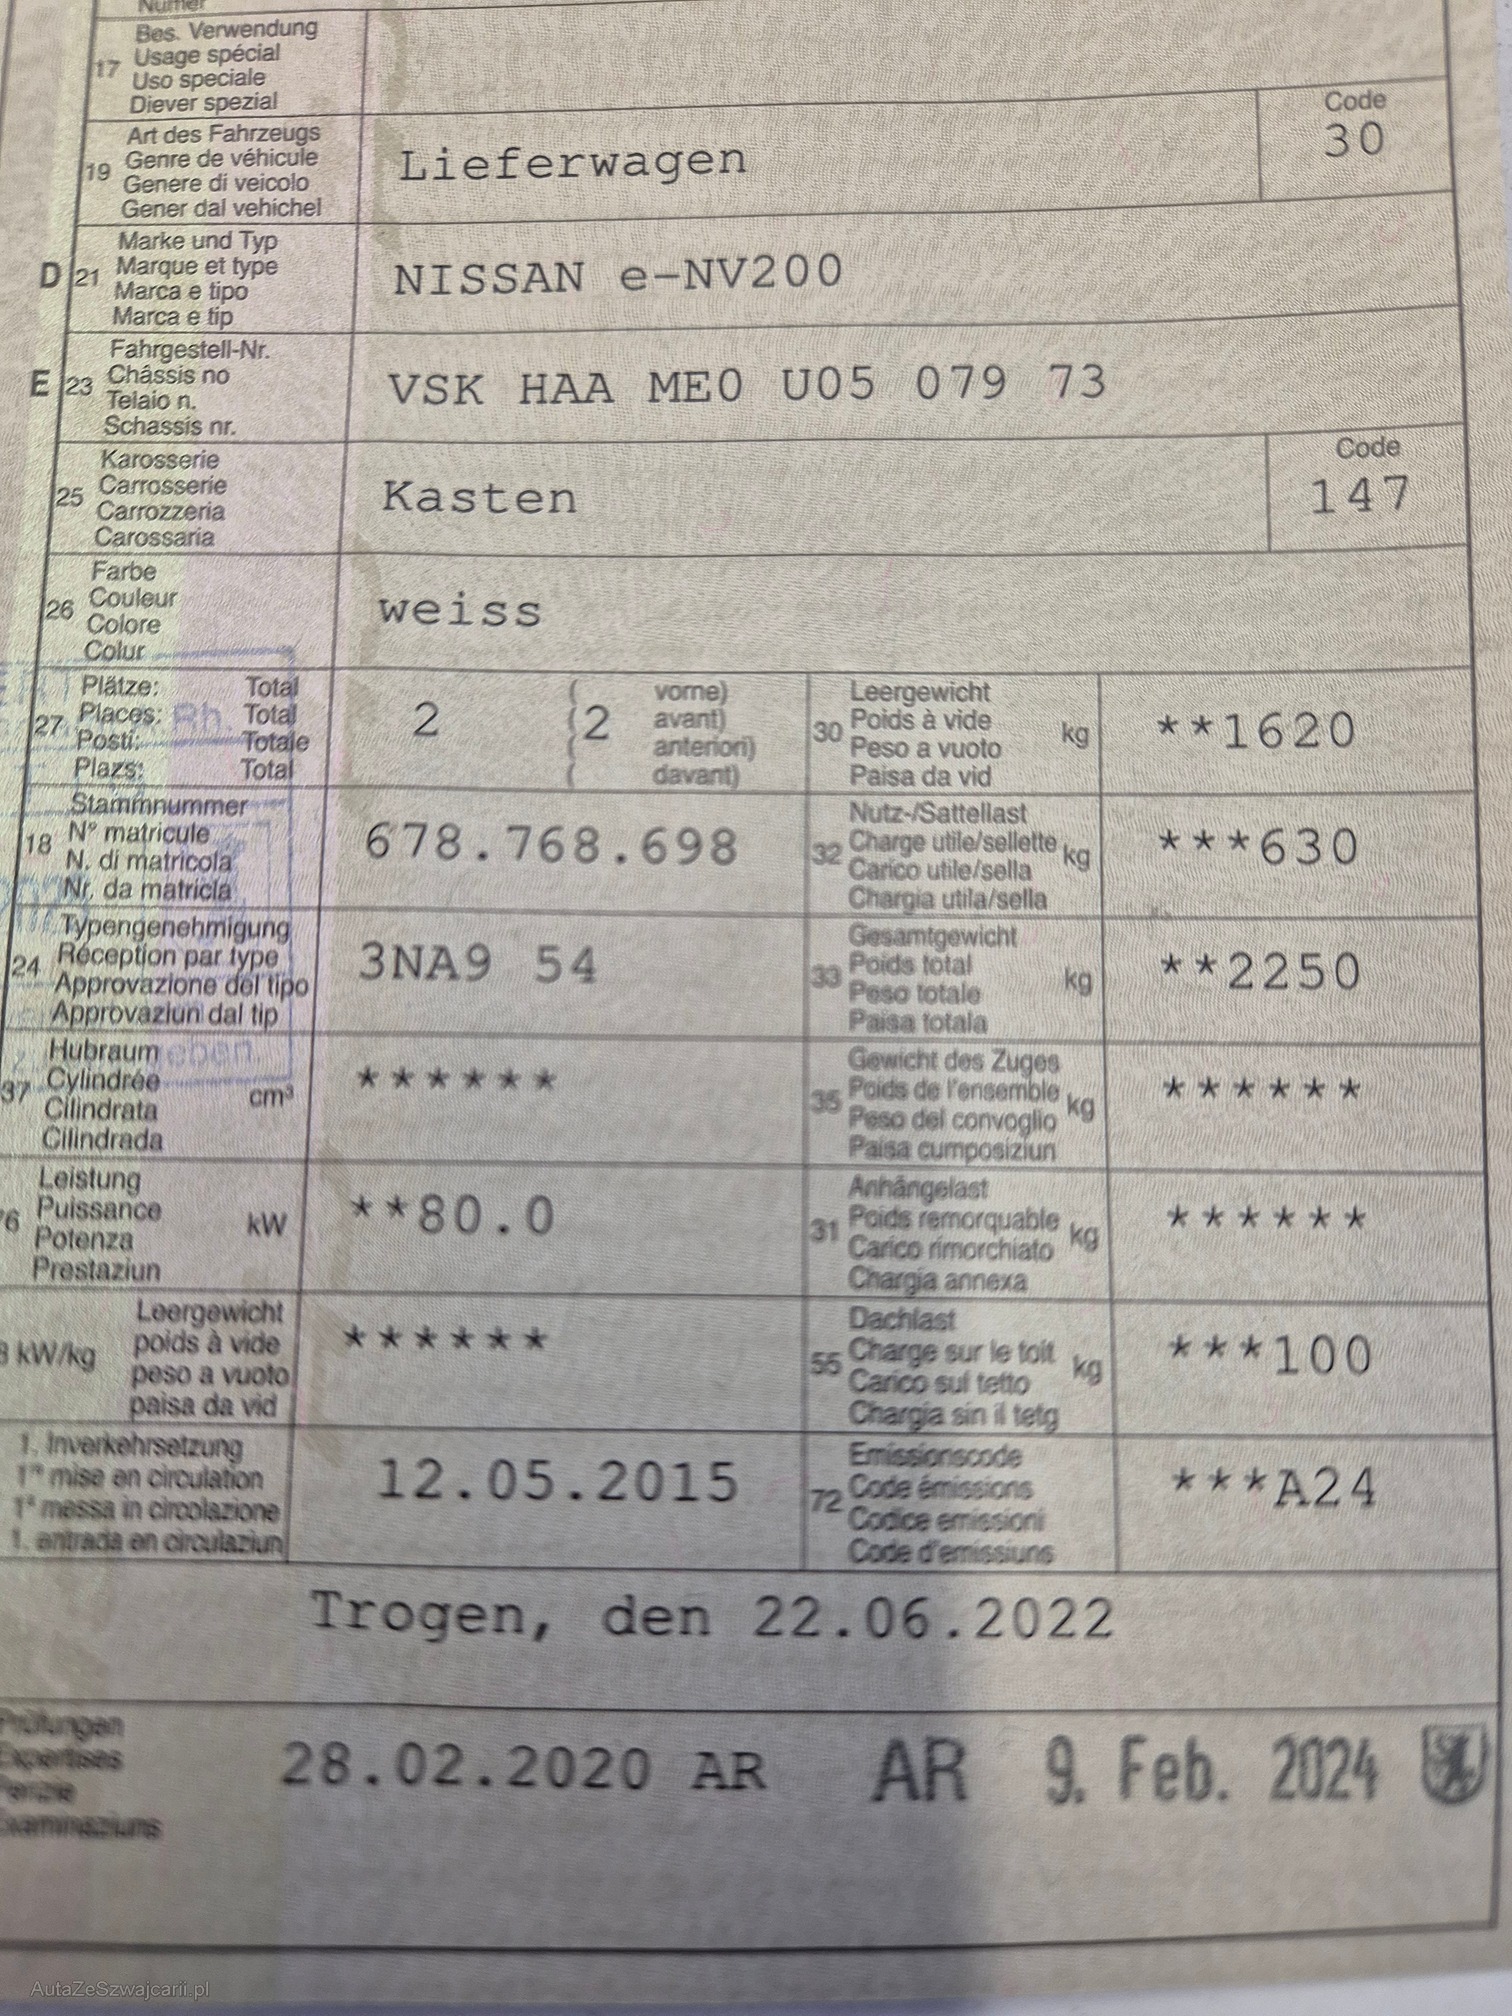 Numer
17 Bes. Verwendung
Usage spécial
Uso speciale
Diever spezial
19 Art des Fahrzeugs
Genre de véhicule
Genere di veicolo
Gener dal vehichel
Lieferwagen
Code
30
D 21 Marke und Typ
Marque et type
Marca e tipo
Marca e tip
NISSAN e-NV200
E 23 Fahrgestell-Nr.
Châssis no
Telaio n.
Schassis nr.
VSK HAA ME0 U05 079 73
25 Karosserie
Carrosserie
Carrozzeria
Carossaria
Kasten
Code
147
26 Farbe
Couleur
Colore
Colur
weiss
27 Plätze: Total
Places: Total
Posti: Totale
Plazs: Total
2 (2 vorne)
( avant)
( anteriori)
( davant)
30 Leergewicht
Poids à vide
Peso a vuoto
Paisa da vid
kg
**1620
18 Stammnummer
N° matricule
N. di matricola
Nr. da matricla
678.768.698
32 Nutz-/Sattellast
Charge utile/sellette
Carico utile/sella
Chargia utila/sella
kg
***630
24 Typengenehmigung
Réception par type
Approvazione del tipo
Approvaziun dal tip
3NA9 54
33 Gesamtgewicht
Poids total
Peso totale
Paisa totala
kg
**2250
37 Hubraum
Cylindrée
Cilindrata
Cilindrada
cm³
******
35 Gewicht des Zuges
Poids de l'ensemble
Peso del convoglio
Paisa cumposiziun
kg
******
76 Leistung
Puissance
Potenza
Prestaziun
kW
**80.0
31 Anhängelast
Poids remorquable
Carico rimorchiato
Chargia annexa
kg
******
kW/kg Leergewicht
poids à vide
peso a vuoto
paisa da vid
******
55 Dachlast
Charge sur le toit
Carico sul tetto
Chargia sin il tetg
kg
***100
1. Inverkehrsetzung
1re mise en circulation
1a messa in circolazione
1. entrada en circulaziun
12.05.2015
72 Emissionscode
Code émissions
Codice emissioni
Code d'emissiuns
***A24
Trogen, den 22.06.2022
Prüfungen
Expertises
Perizie
Examinaziuns
28.02.2020 AR
AR 9. Feb. 2024
AutaZeSzwajcarii.pl